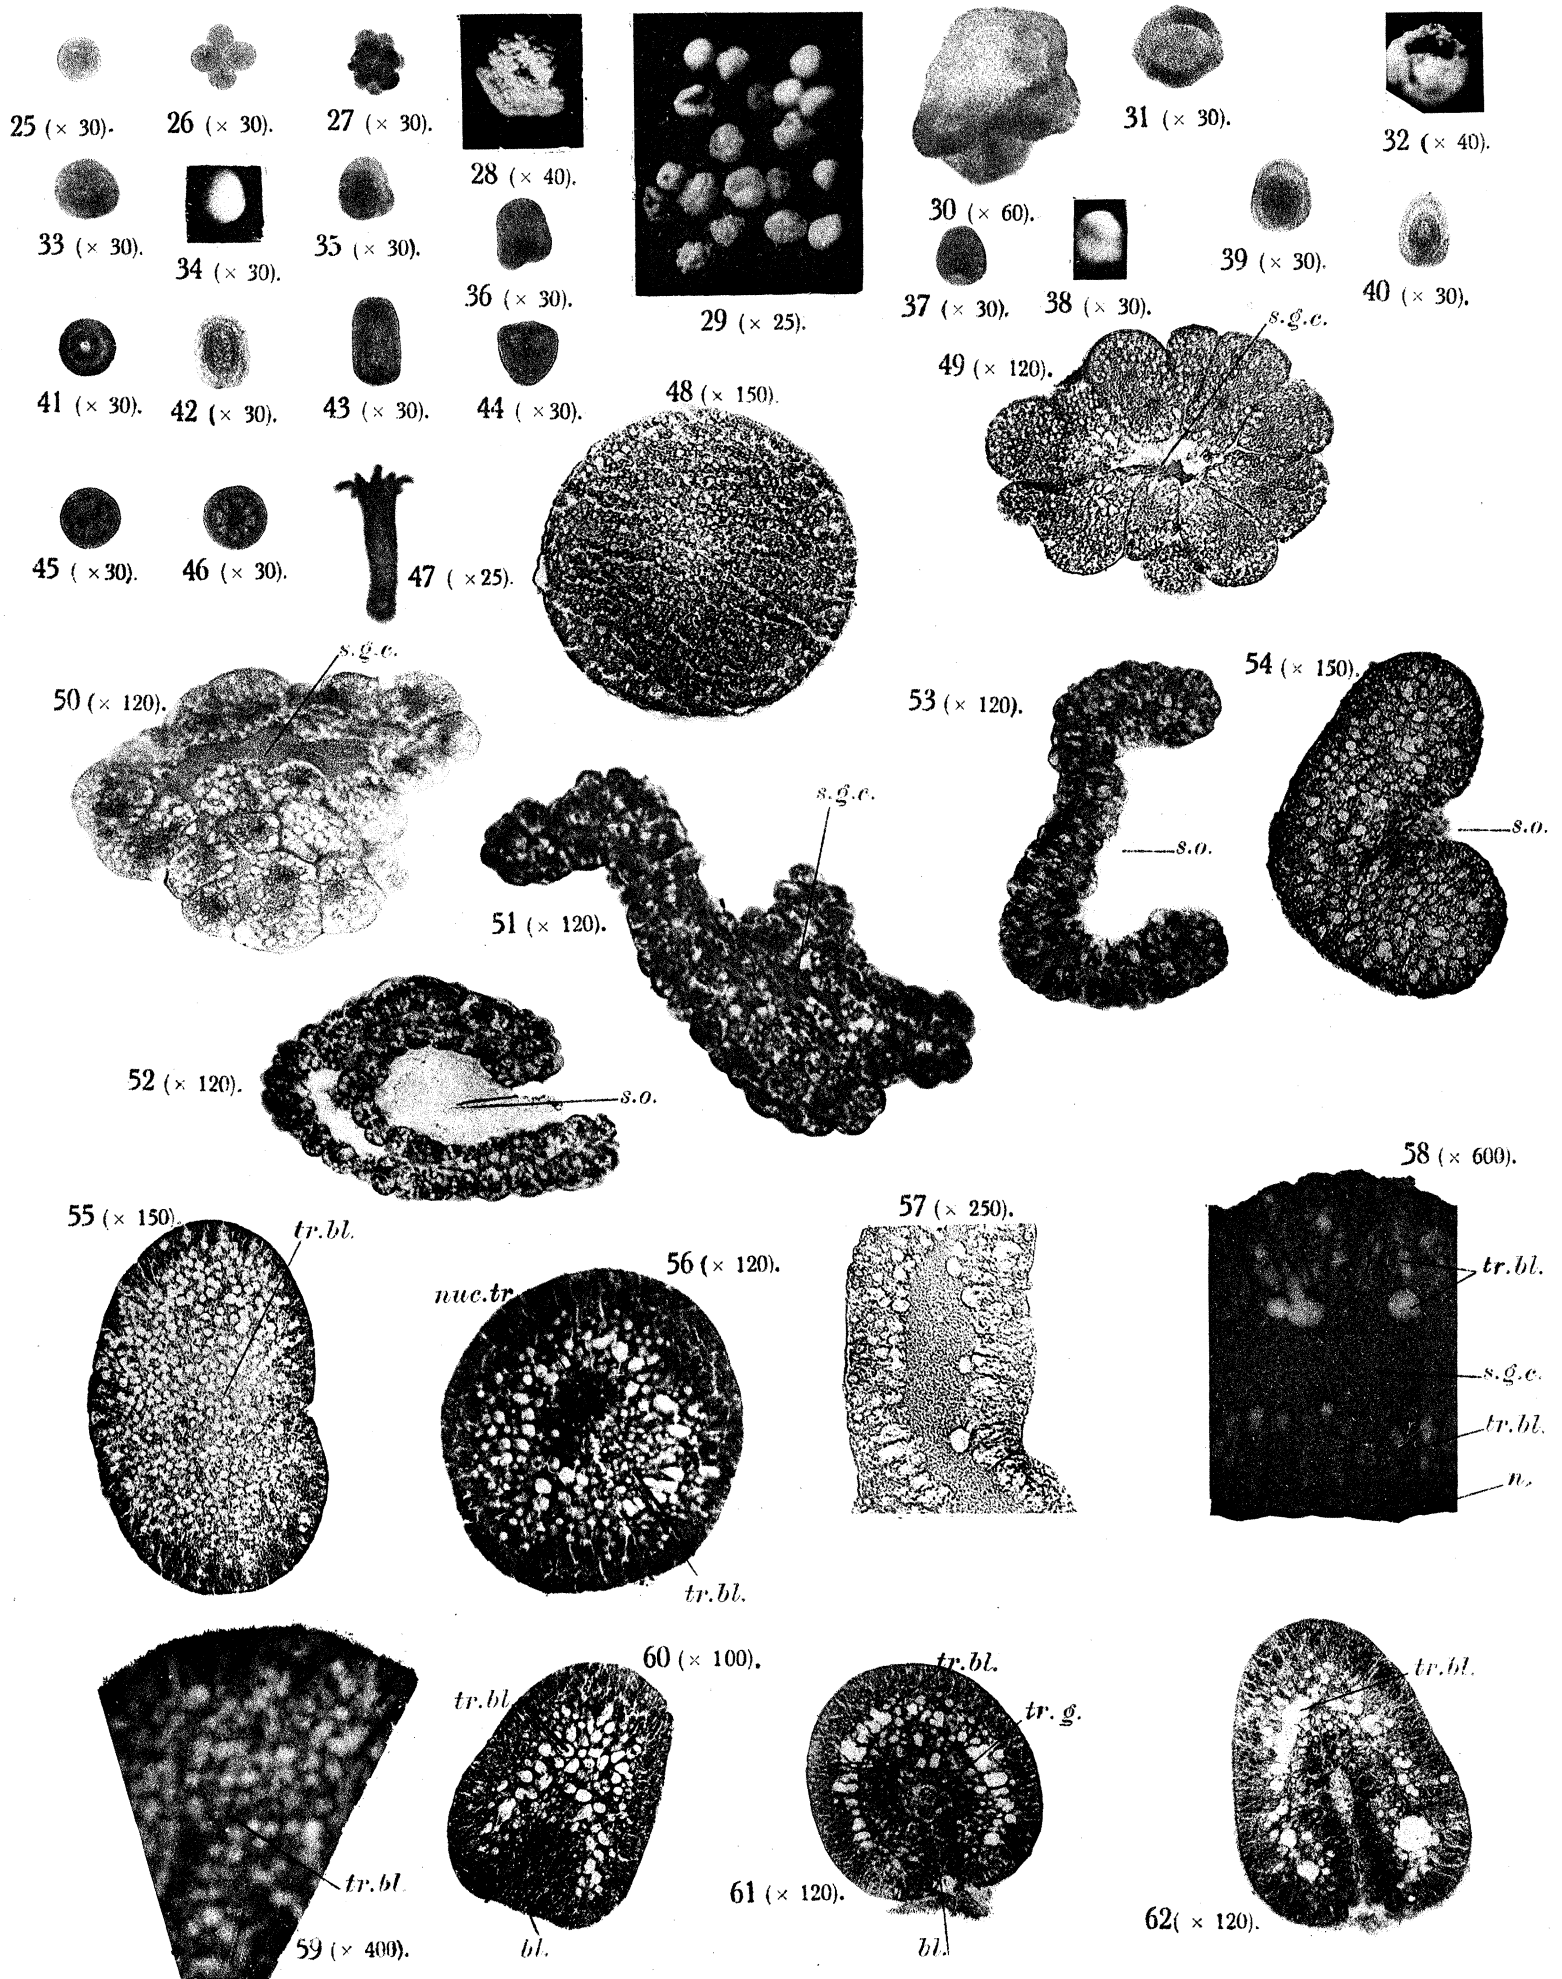 25 (× 30).
26 (× 30).
27 (× 30).
28 (× 40).
29 (× 25).
30 (× 60).
31 (× 30).
32 (× 40).
33 (× 30).
34 (× 30).
35 (× 30).
36 (× 30).
37 (× 30).
38 (× 30).
39 (× 30).
40 (× 30).
41 (× 30).
42 (× 30).
43 (× 30).
44 (× 30).
45 (× 30).
46 (× 30).
47 (× 25).
48 (× 150).
49 (× 120).
s.g.c.
50 (× 120).
s.g.c.
51 (× 120).
s.g.c.
52 (× 120).
s.o.
53 (× 120).
s.o.
54 (× 150).
s.o.
55 (× 150).
tr.bl.
56 (× 120).
nuc.tr.
tr.bl.
57 (× 250).
58 (× 600).
tr.bl.
s.g.c.
tr.bl.
n.
59 (× 400).
tr.bl.
60 (× 100).
tr.bl.
bl.
61 (× 120).
tr.bl.
tr.g.
bl.
62 (× 120).
tr.bl.